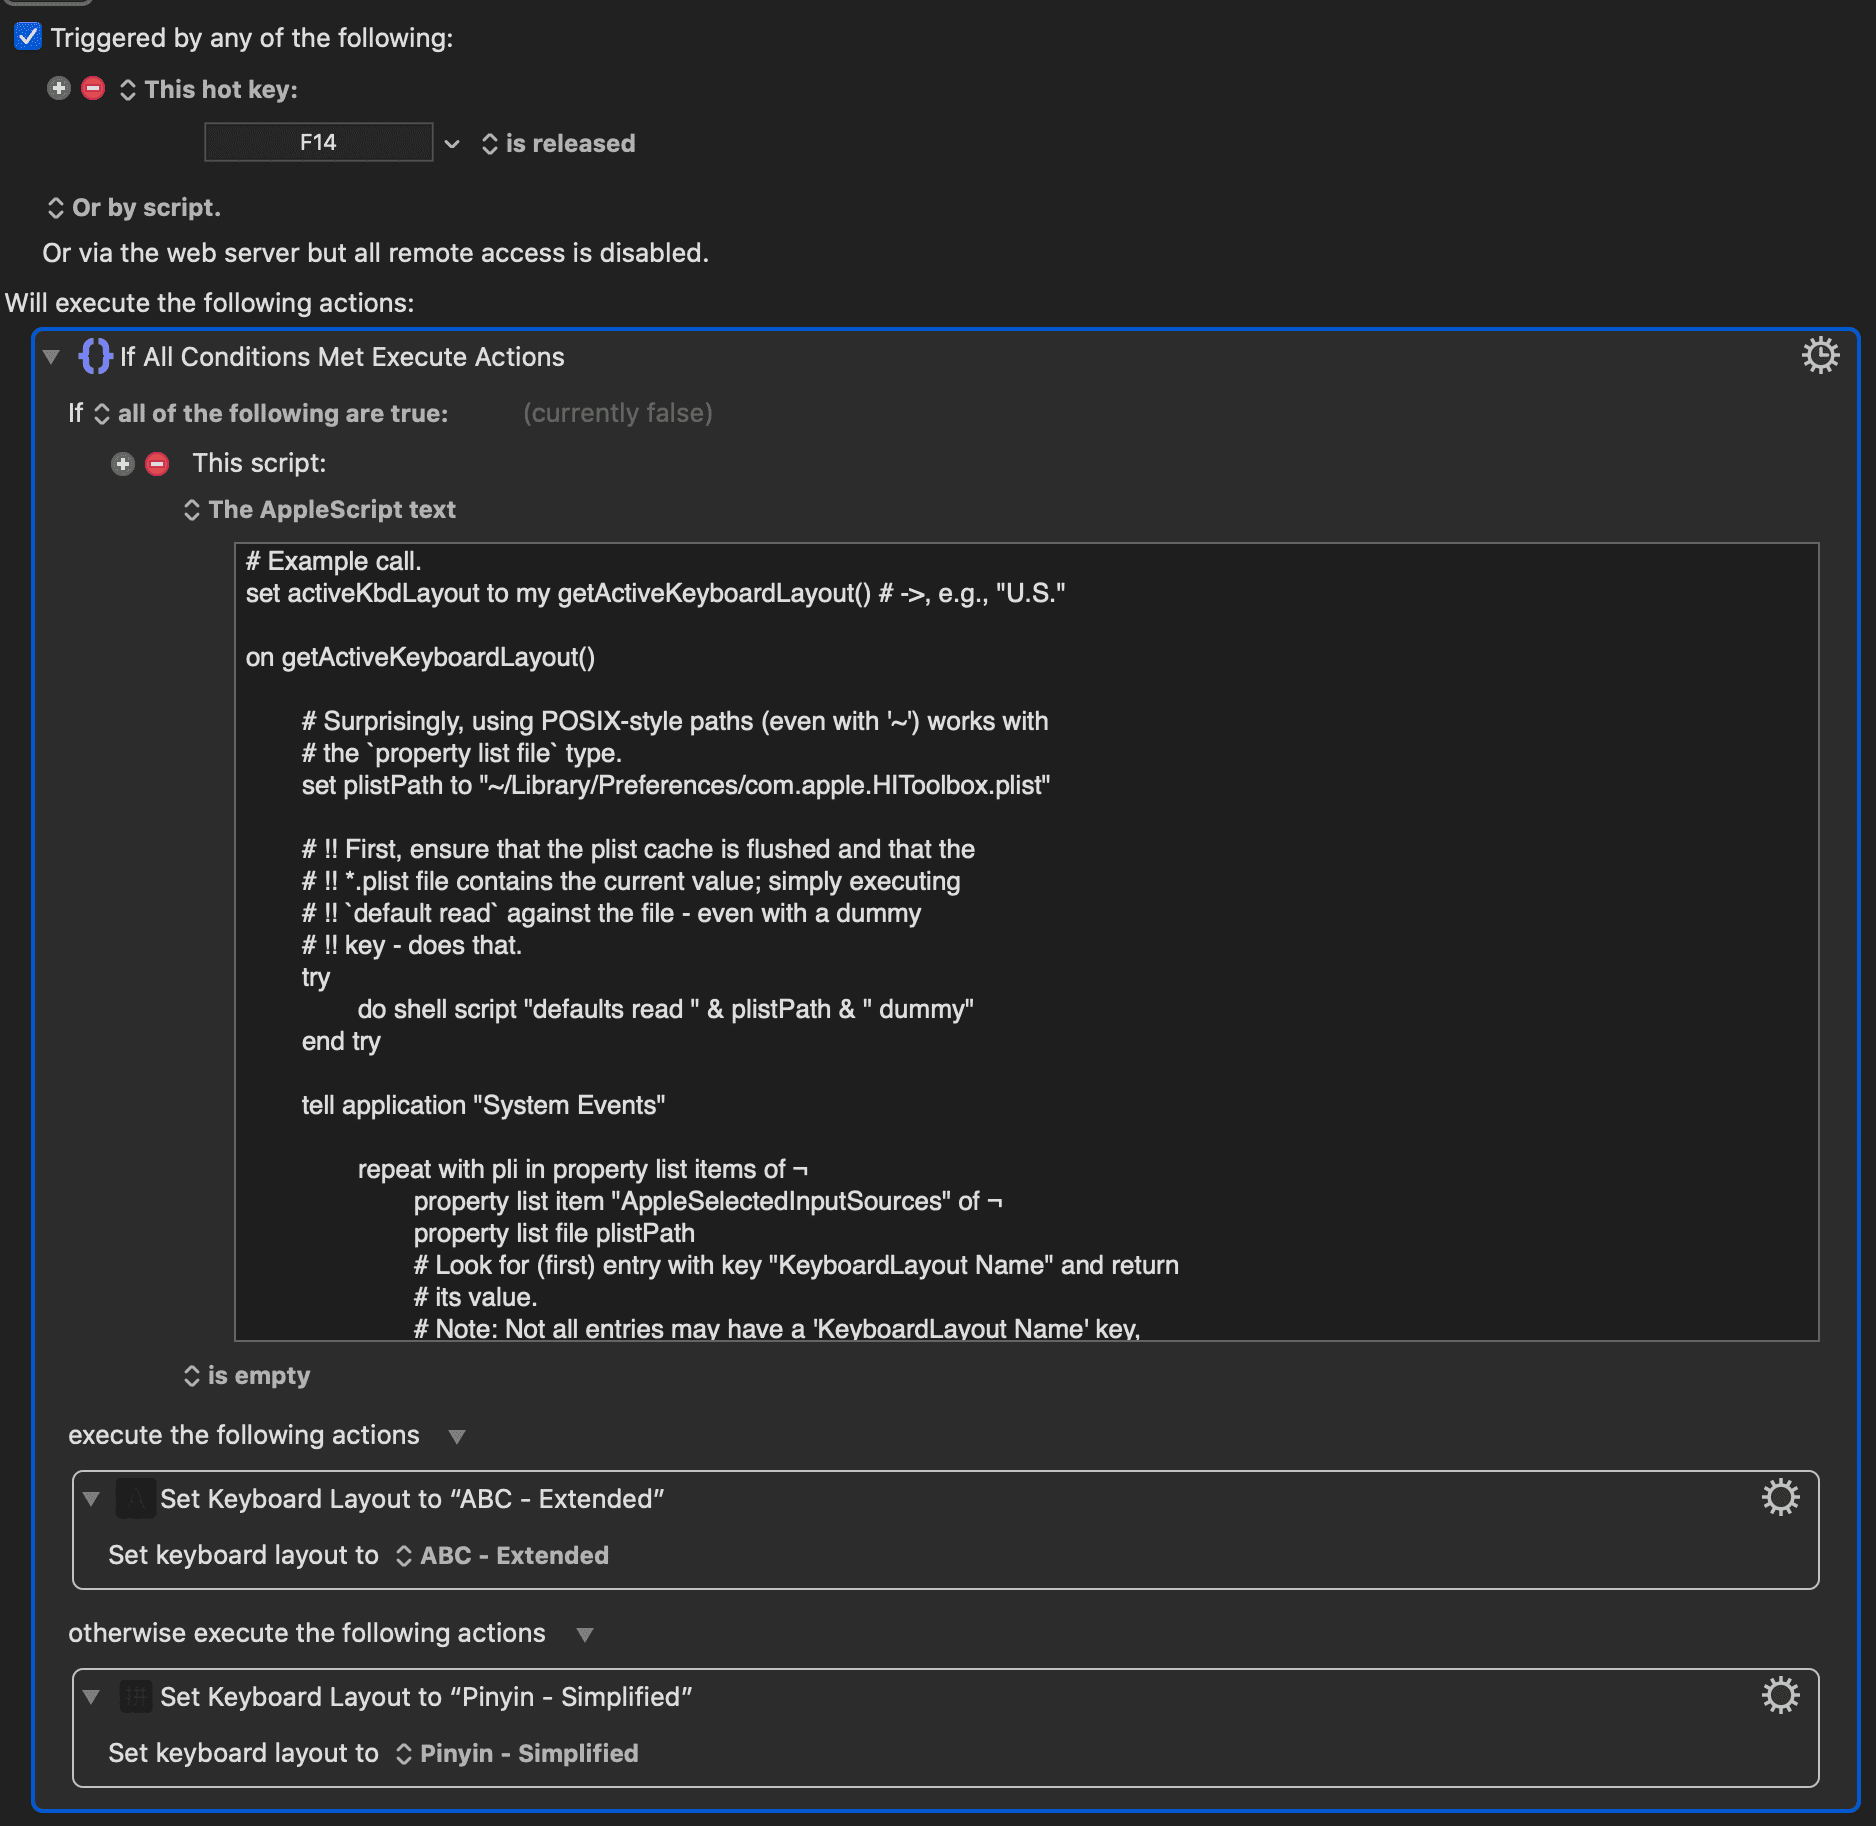 Triggered by any of the following:
This hot key:
F14 is released
Or by script.
Or via the web server but all remote access is disabled.
Will execute the following actions:
{} If All Conditions Met Execute Actions
If all of the following are true: (currently false)
This script:
The AppleScript text
# Example call.
set activeKbdLayout to my getActiveKeyboardLayout() # ->, e.g., "U.S."
on getActiveKeyboardLayout()
# Surprisingly, using POSIX-style paths (even with '~') works with
# the `property list file` type.
set plistPath to "~/Library/Preferences/com.apple.HIToolbox.plist"
# !! First, ensure that the plist cache is flushed and that the
# !! *.plist file contains the current value; simply executing
# !! `default read` against the file - even with a dummy
# !! key - does that.
try
do shell script "defaults read " & plistPath & " dummy"
end try
tell application "System Events"
repeat with pli in property list items of ¬
property list item "AppleSelectedInputSources" of ¬
property list file plistPath
# Look for (first) entry with key "KeyboardLayout Name" and return
# its value.
# Note: Not all entries may have a 'KeyboardLayout Name' key,
is empty
execute the following actions
Set Keyboard Layout to “ABC - Extended”
Set keyboard layout to ABC - Extended
otherwise execute the following actions
Set Keyboard Layout to “Pinyin - Simplified”
Set keyboard layout to Pinyin - Simplified